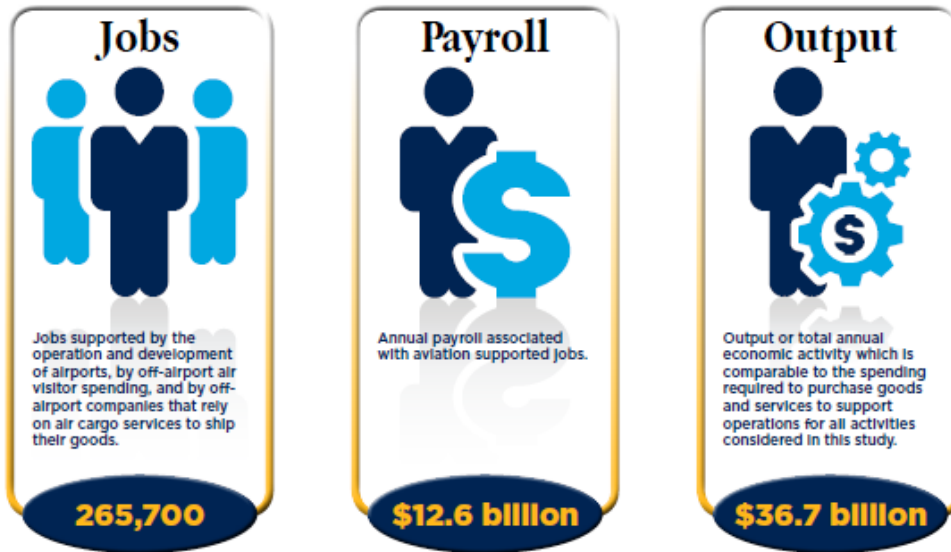 Jobs
Jobs supported by the
operation and development
of airports, by off-airport air
visitor spending, and by off-
airport companies that rely
on air cargo services to ship
their goods.
265,700
Payroll
$
Annual payroll associated
with aviation supported jobs.
$12.6 billion
Output
$
Output or total annual
economic activity which is
comparable to the spending
required to purchase goods
and services to support
operations for all activities
considered in this study.
$36.7 billion